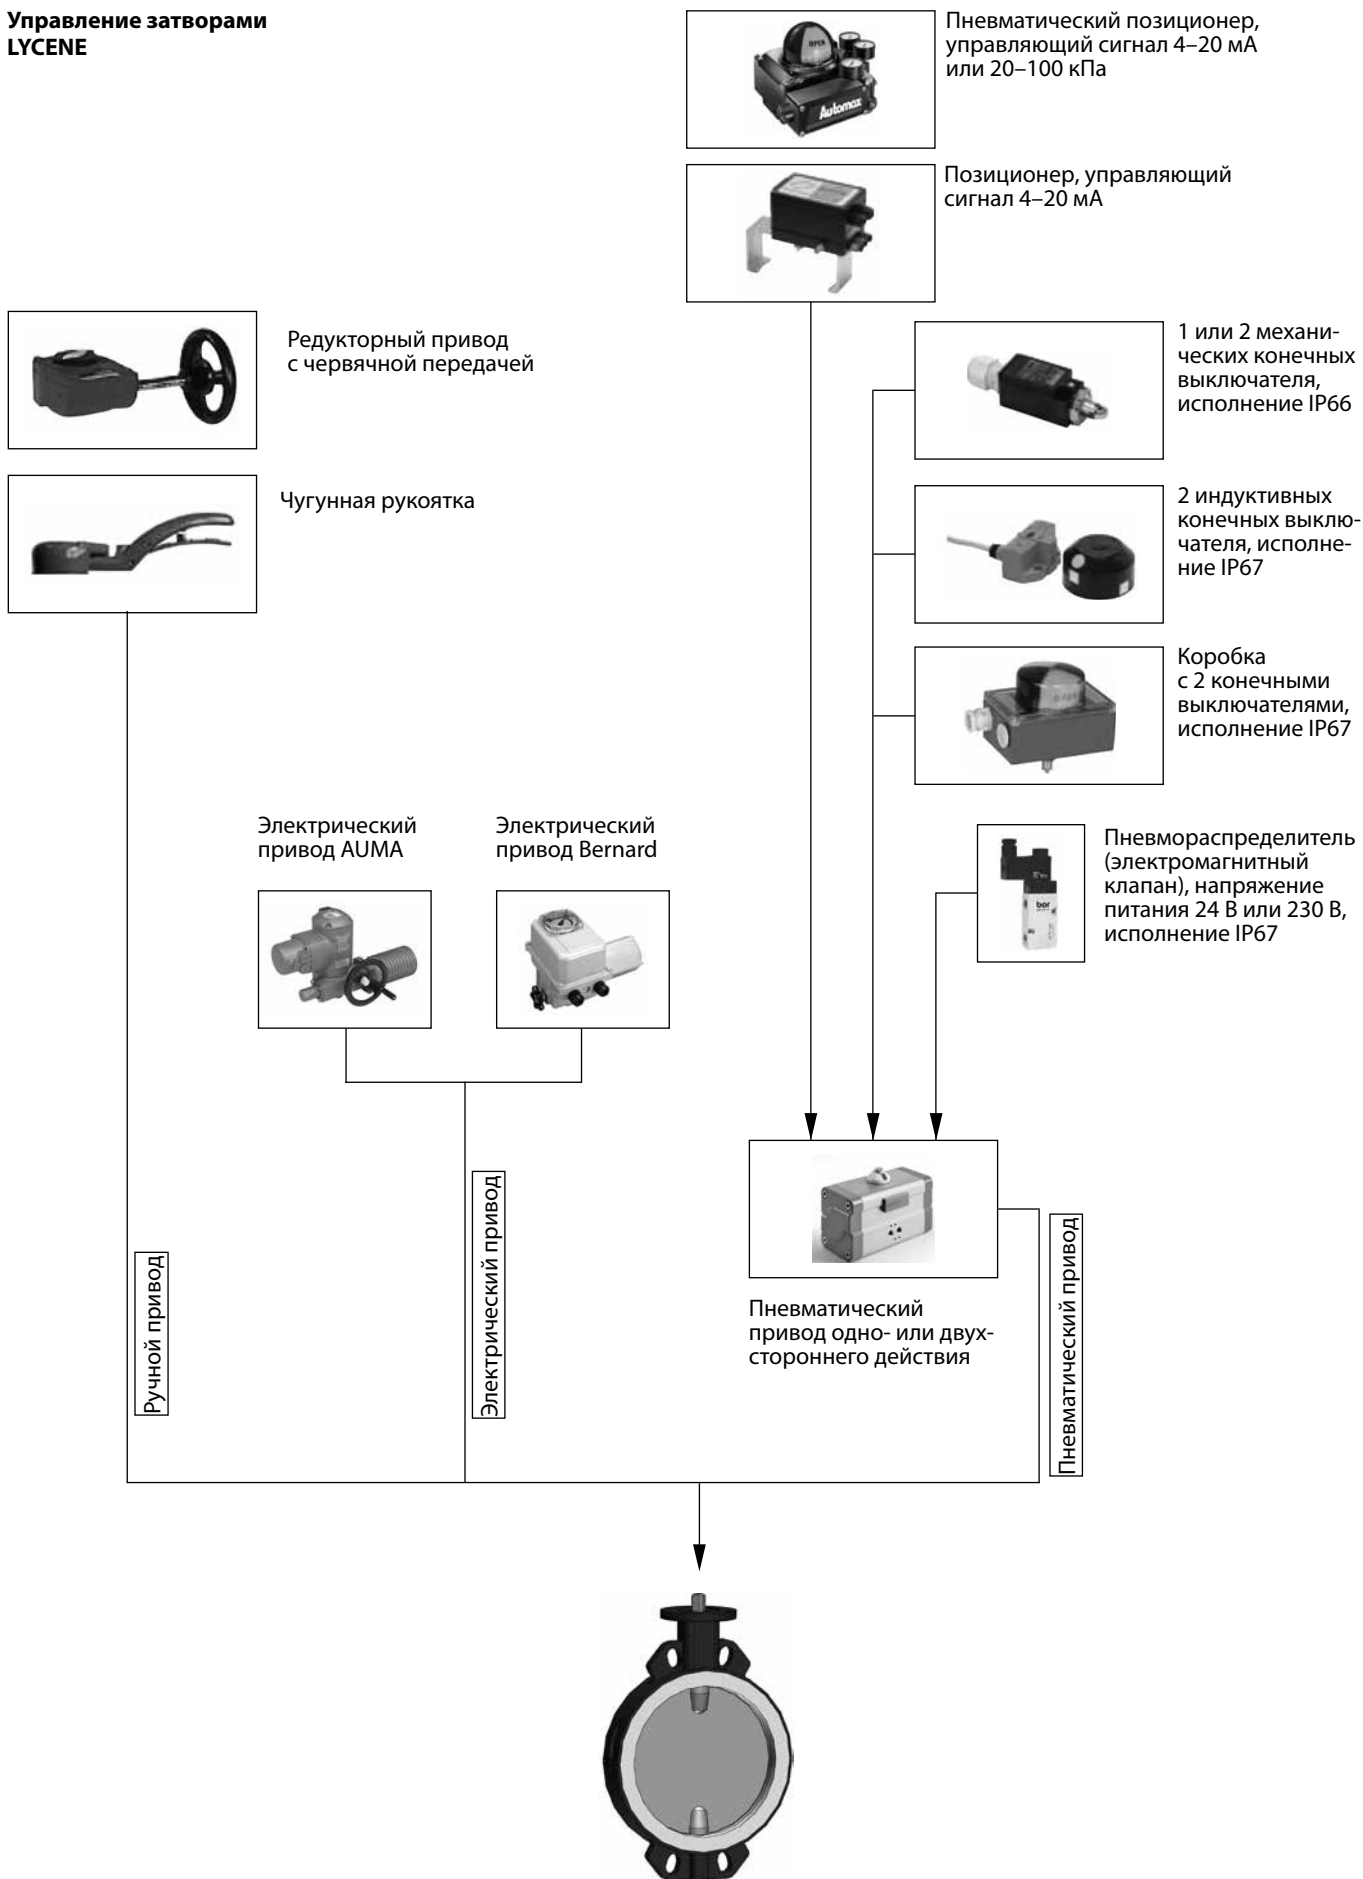 Управление затворами
LYCENE
Пневматический позиционер,
управляющий сигнал 4–20 мА
или 20–100 кПа
OPEN
Automax
Позиционер, управляющий
сигнал 4–20 мА
Редукторный привод
с червячной передачей
1 или 2 механи-
ческих конечных
выключателя,
исполнение IP66
Чугунная рукоятка
2 индуктивных
конечных выклю-
чателя, исполне-
ние IP67
Коробка
с 2 конечными
выключателями,
исполнение IP67
Электрический
привод AUMA
Электрический
привод Bernard
Пневмораспределитель
(электромагнитный
клапан), напряжение
питания 24 В или 230 В,
исполнение IP67
bar
Ручной привод
Электрический привод
Пневматический привод
Пневматический
привод одно- или двух-
стороннего действия